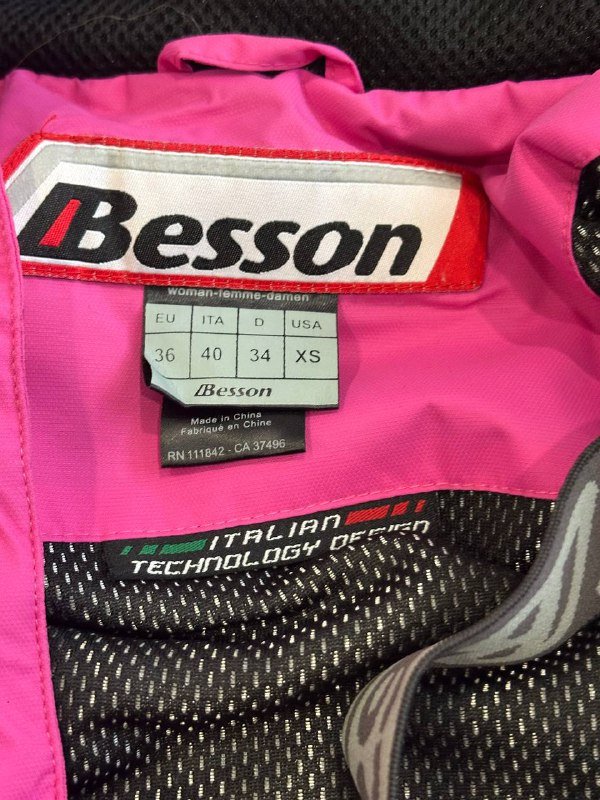 Besson
woman-femme-damen
EU ITA D USA
36 40 34 XS
Besson
Made in China
Fabriqué en Chine
RN 111842 - CA 37496
ITALIAN
TECHNOLOGY DESIGN